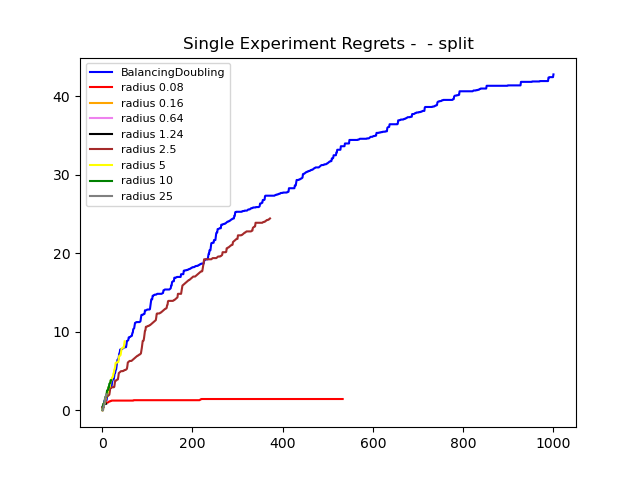 Single Experiment Regrets -  - split
BalancingDoubling
radius 0.08
radius 0.16
radius 0.64
radius 1.24
radius 2.5
radius 5
radius 10
radius 25
40
30
20
10
0
0 200 400 600 800 1000